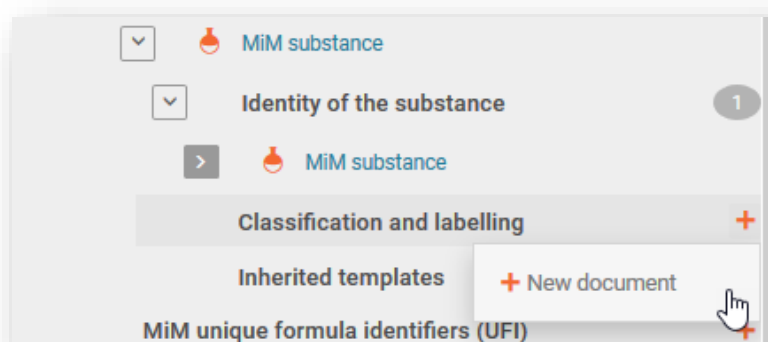 MiM substance
Identity of the substance 1
MiM substance
Classification and labelling
Inherited templates
New document
MiM unique formula identifiers (UFI)